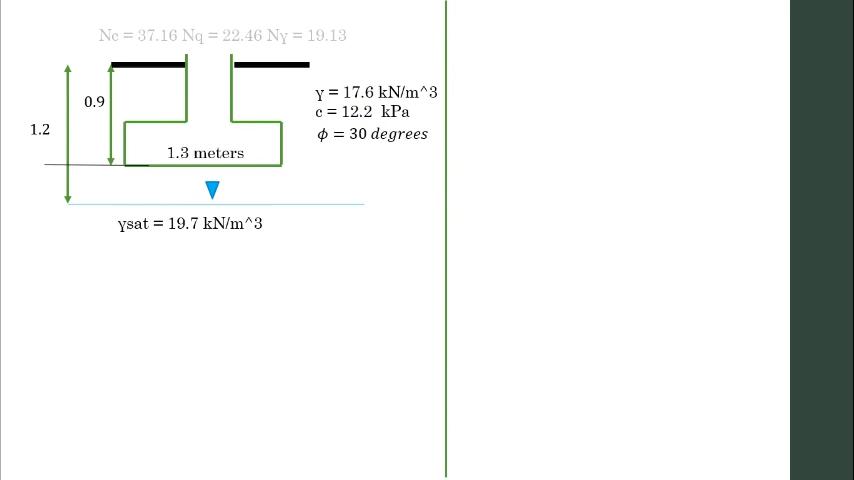 Nc = 37.16 Nq = 22.46 Nγ = 19.13
γ = 17.6 kN/m^3
0.9
c = 12.2 kPa
1.2
ϕ = 30 degrees
1.3 meters
γsat = 19.7 kN/m^3